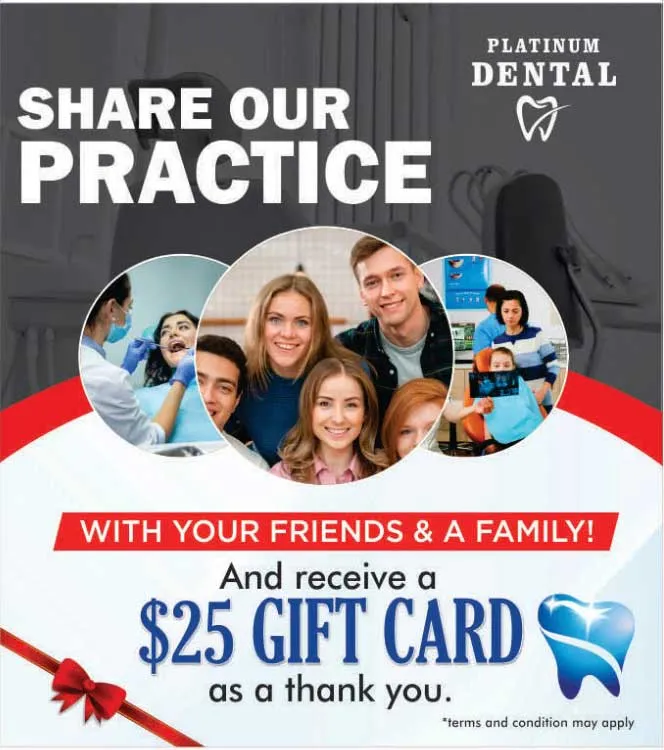 PLATINUM
DENTAL
SHARE OUR
PRACTICE
WITH YOUR FRIENDS & A FAMILY!
And receive a
$25 GIFT CARD
as a thank you.
*terms and condition may apply